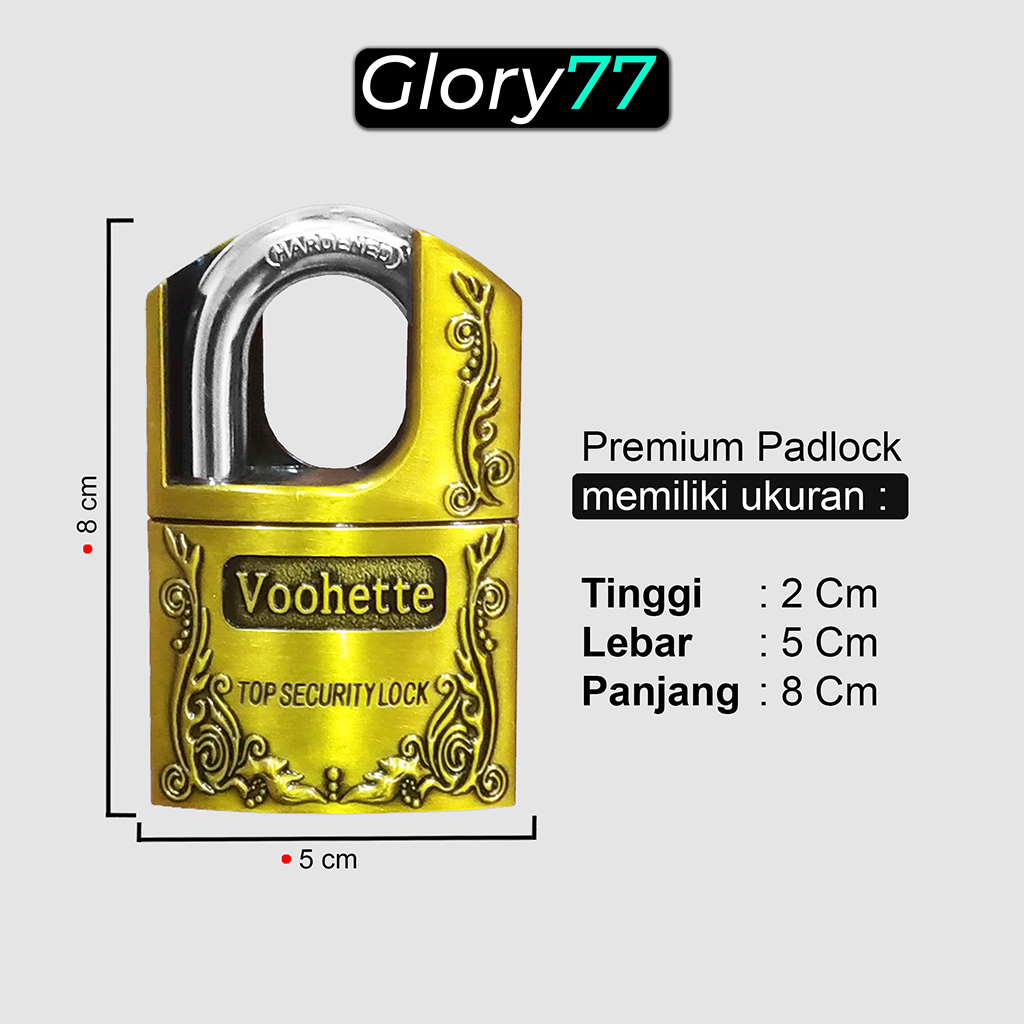 Glory77
(HARDENED)
8 cm
Premium Padlock
memiliki ukuran :
Voohette
Tinggi : 2 Cm
Lebar : 5 Cm
Panjang : 8 Cm
TOP SECURITY LOCK
5 cm